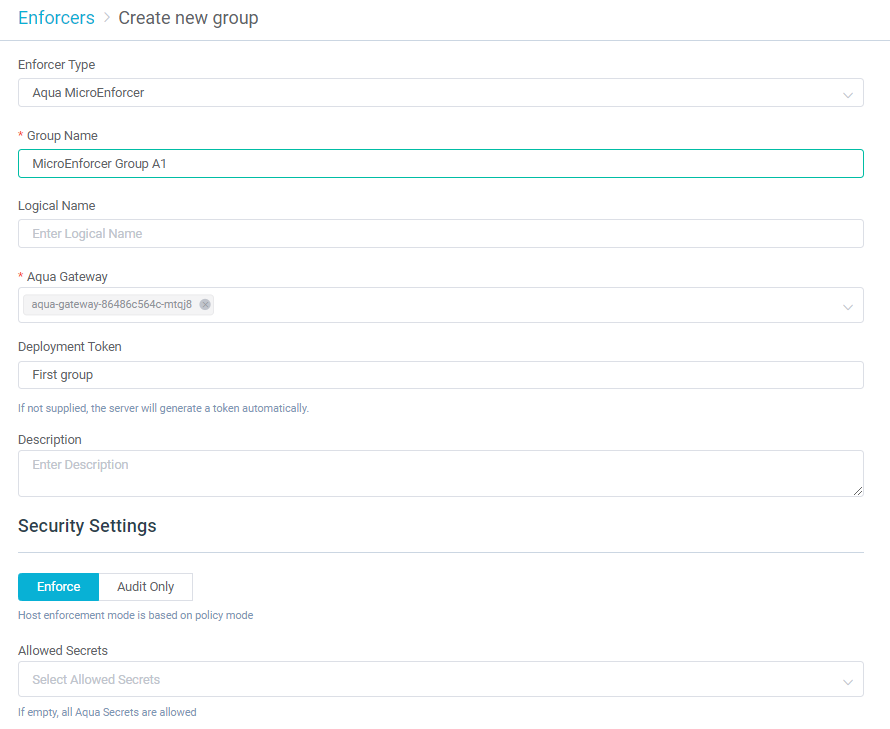 Enforcers > Create new group
Enforcer Type
Aqua MicroEnforcer
* Group Name
MicroEnforcer Group A1
Logical Name
Enter Logical Name
* Aqua Gateway
aqua-gateway-86486c564c-mtqj8
Deployment Token
First group
If not supplied, the server will generate a token automatically.
Description
Enter Description
Security Settings
Enforce Audit Only
Host enforcement mode is based on policy mode
Allowed Secrets
Select Allowed Secrets
If empty, all Aqua Secrets are allowed